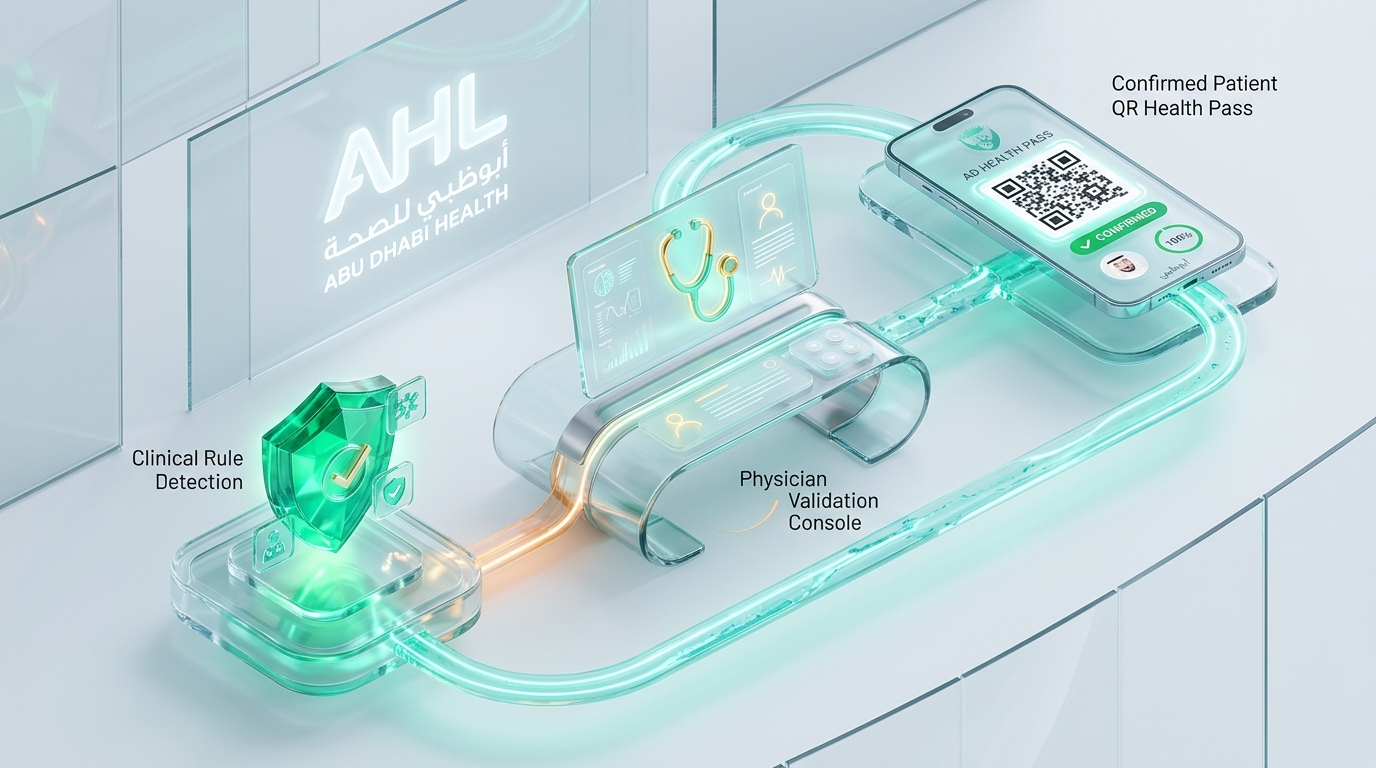 AHL
أبوظبي للصحة
ABU DHABI HEALTH
Confirmed Patient
QR Health Pass
AD HEALTH PASS
CONFIRMED
100%
Clinical Rule
Detection
Physician
Validation
Console